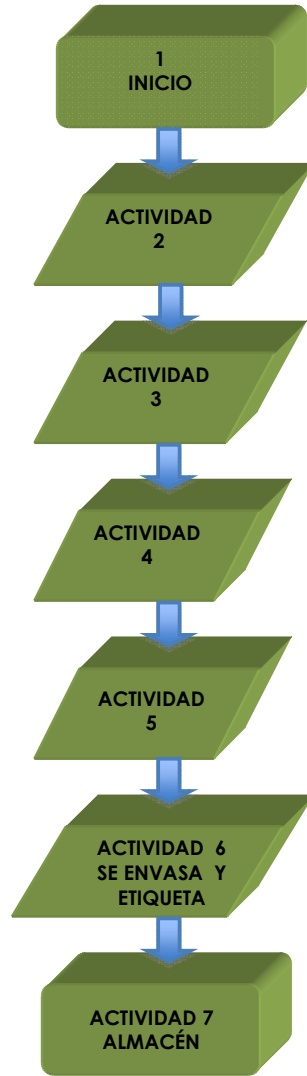 1
INICIO
ACTIVIDAD
2
ACTIVIDAD
3
ACTIVIDAD
4
ACTIVIDAD
5
ACTIVIDAD 6
SE ENVASA Y
ETIQUETA
ACTIVIDAD 7
ALMACÉN